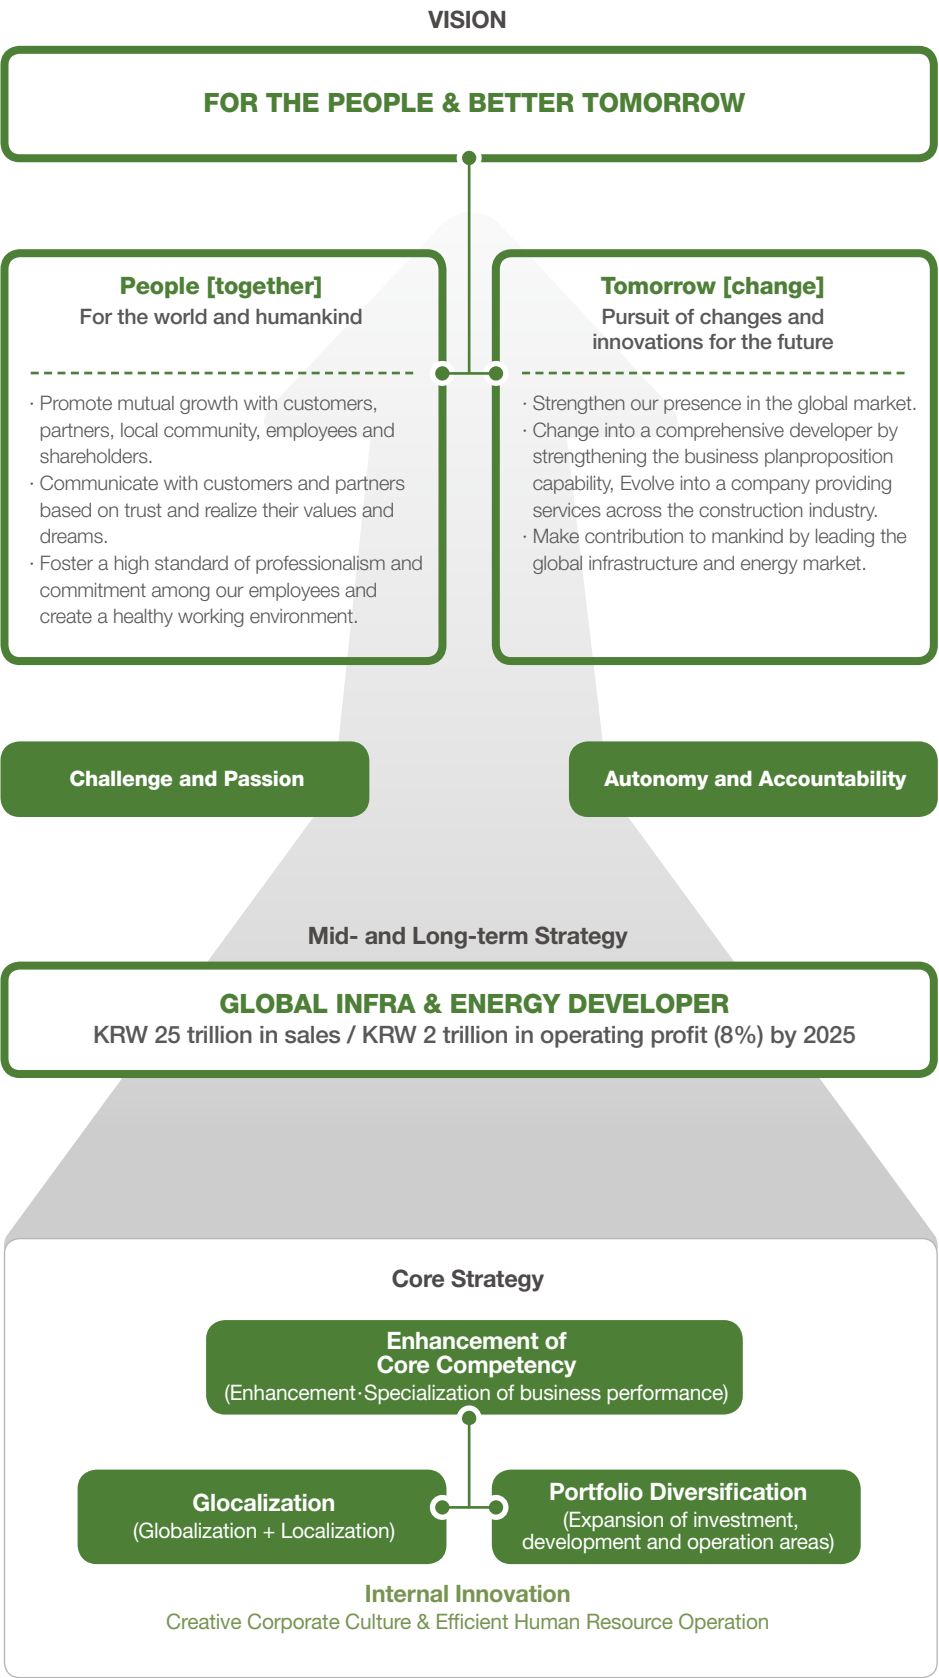 VISION
FOR THE PEOPLE & BETTER TOMORROW
People [together]
For the world and humankind
· Promote mutual growth with customers,
partners, local community, employees and
shareholders.
· Communicate with customers and partners
based on trust and realize their values and
dreams.
· Foster a high standard of professionalism and
commitment among our employees and
create a healthy working environment.
Tomorrow [change]
Pursuit of changes and
innovations for the future
· Strengthen our presence in the global market.
· Change into a comprehensive developer by
strengthening the business planproposition
capability, Evolve into a company providing
services across the construction industry.
· Make contribution to mankind by leading the
global infrastructure and energy market.
Challenge and Passion
Autonomy and Accountability
Mid- and Long-term Strategy
GLOBAL INFRA & ENERGY DEVELOPER
KRW 25 trillion in sales / KRW 2 trillion in operating profit (8%) by 2025
Core Strategy
Enhancement of
Core Competency
(Enhancement·Specialization of business performance)
Glocalization
(Globalization + Localization)
Portfolio Diversification
(Expansion of investment,
development and operation areas)
Internal Innovation
Creative Corporate Culture & Efficient Human Resource Operation